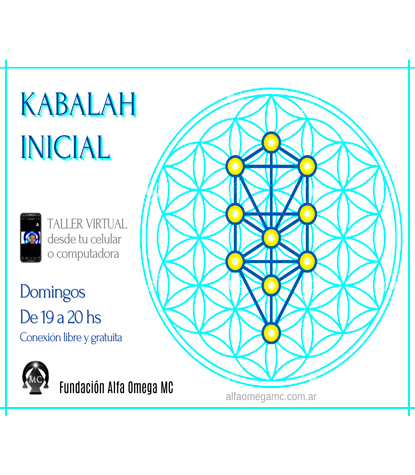 KABALAH
INICIAL
TALLER VIRTUAL
desde tu celular
o computadora
Domingos
De 19 a 20 hs
Conexión libre y gratuita
MC
Fundación Alfa Omega MC
alfaomegamc.com.ar